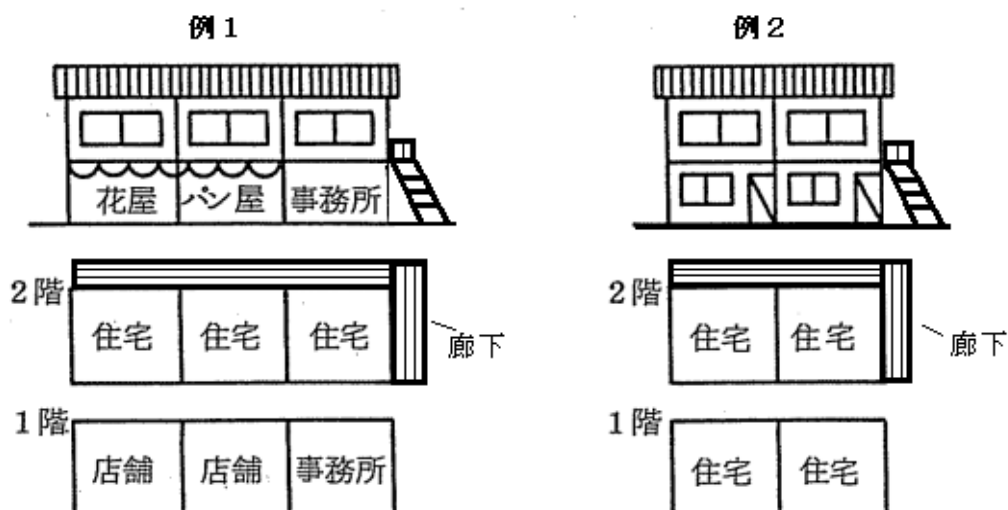 例1
花屋 パン屋 事務所
2階
住宅 住宅 住宅
廊下
1階
店舗 店舗 事務所
例2
2階
住宅 住宅
廊下
1階
住宅 住宅